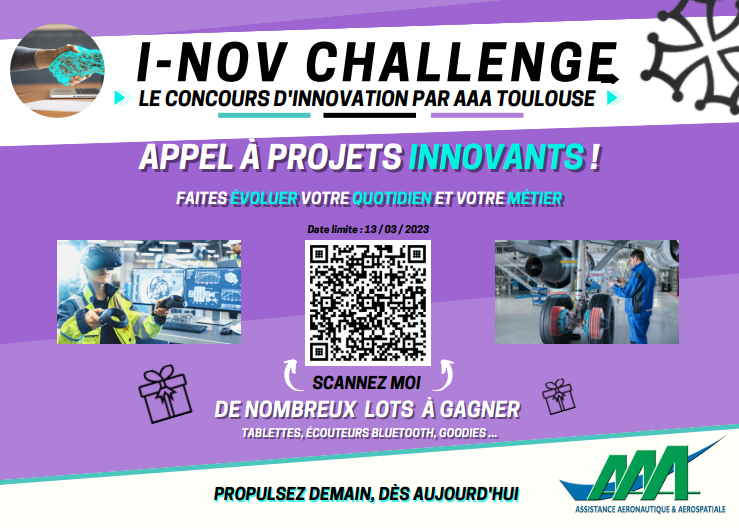 I-NOV CHALLENGE
LE CONCOURS D'INNOVATION PAR AAA TOULOUSE
APPEL À PROJETS INNOVANTS !
FAITES ÉVOLUER VOTRE QUOTIDIEN ET VOTRE MÉTIER
Date limite : 13 / 03 / 2023
SCANNEZ MOI
DE NOMBREUX LOTS À GAGNER
TABLETTES, ÉCOUTEURS BLUETOOTH, GOODIES ...
PROPULSEZ DEMAIN, DÈS AUJOURD'HUI
AAA
ASSISTANCE AERONAUTIQUE & AEROSPATIALE